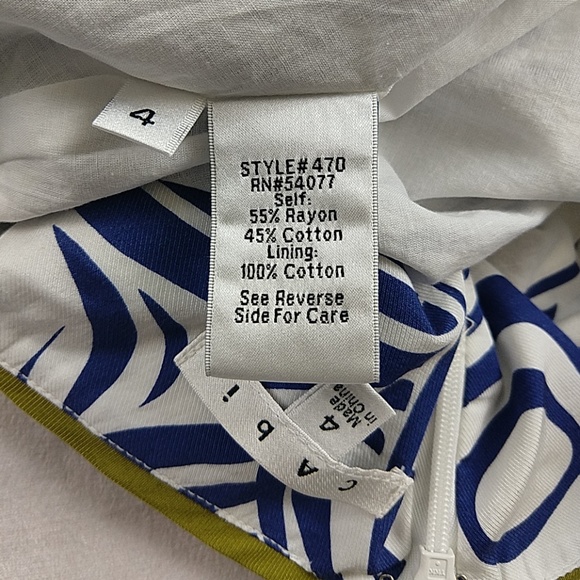 4
STYLE# 470
RN#54077
Self:
55% Rayon
45% Cotton
Lining:
100% Cotton
See Reverse
Side For Care
cAbi
4
Made
in China